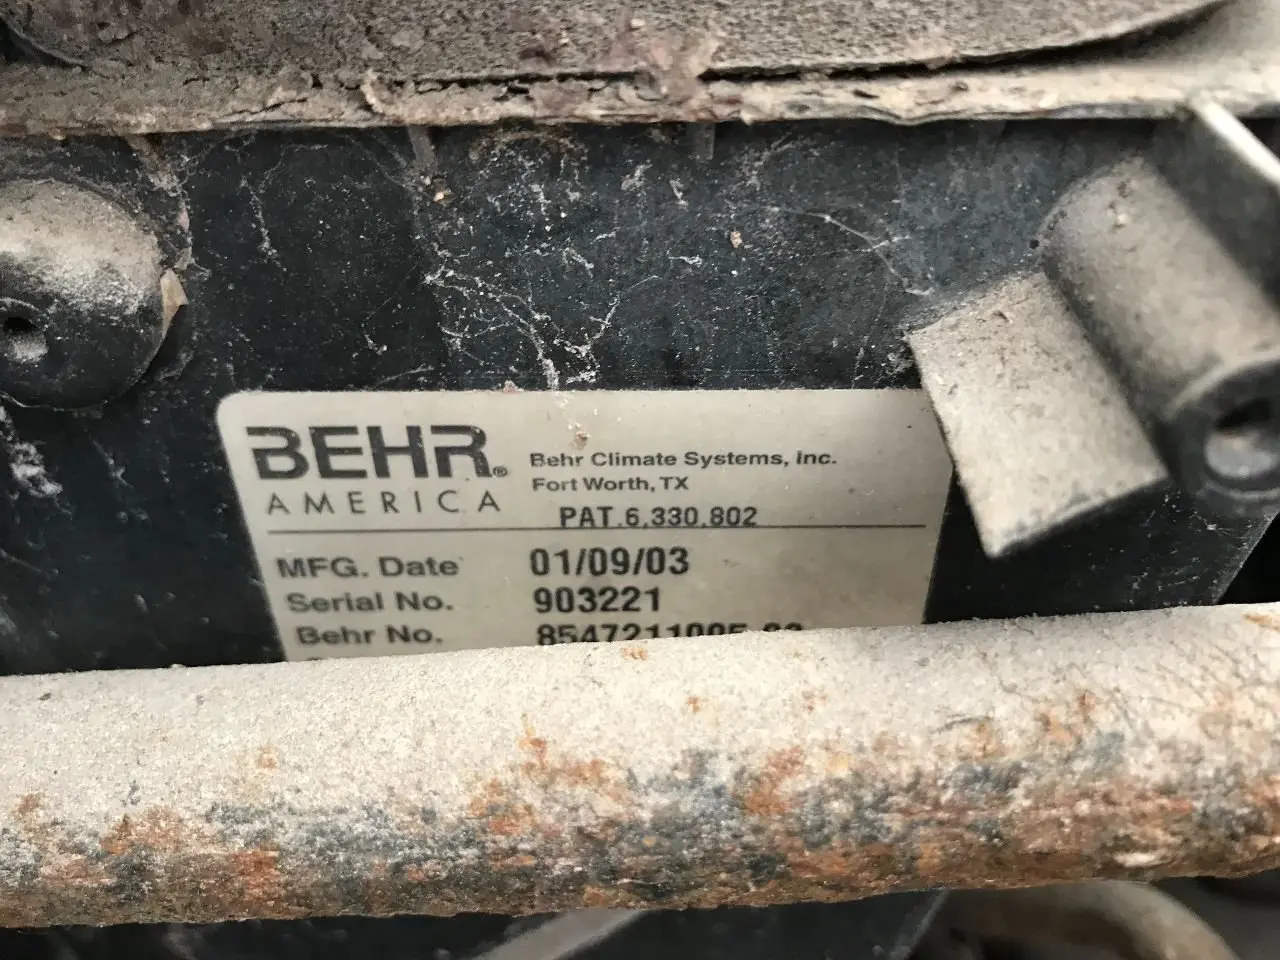 BEHR®
AMERICA
Behr Climate Systems, Inc.
Fort Worth, TX
PAT.6,330,802
MFG. Date 01/09/03
Serial No. 903221
Behr No.